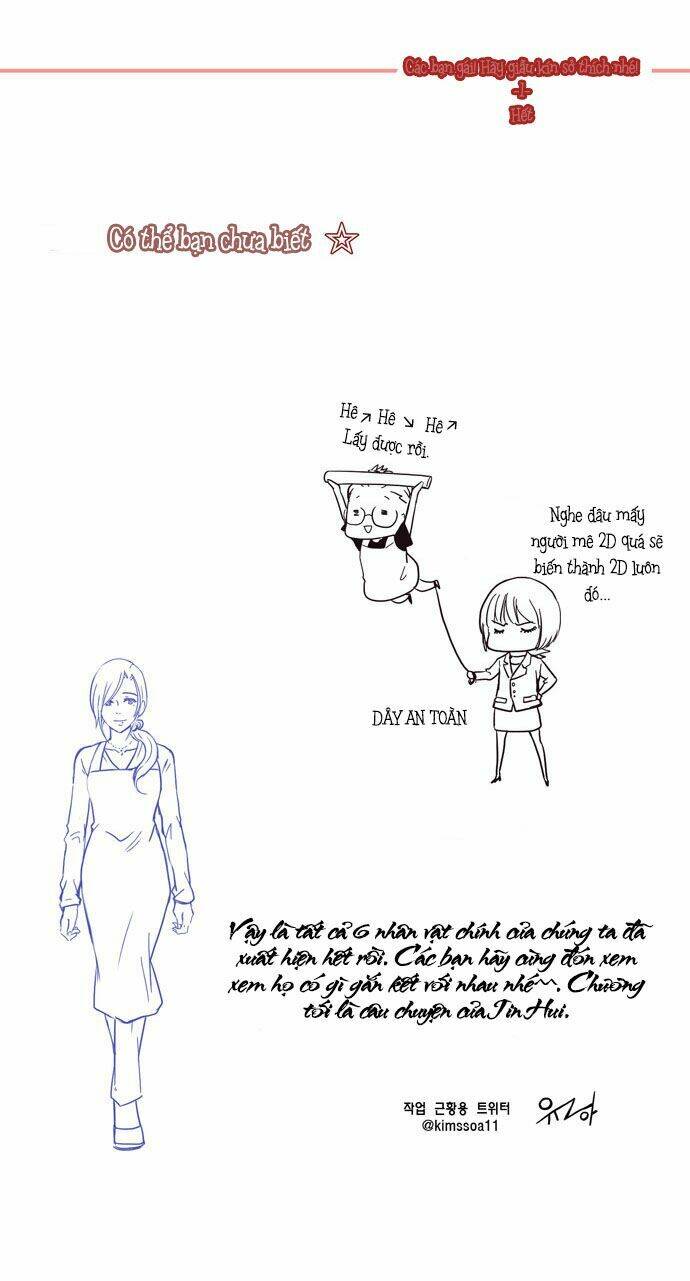 Các bạn gái! Hãy giấu kín sở thích nhé!
-1-
Hết
Có thể bạn chưa biết ☆
Hê ↗ Hê ↘ Hê ↗
Lấy được rồi.
Nghe đâu mấy
người mê 2D quá sẽ
biến thành 2D luôn
đó...
DÂY AN TOÀN
Vậy là tất cả 6 nhân vật chính của chúng ta đã
xuất hiện hết rồi. Các bạn hãy cùng đón xem
xem họ có gì gắn kết với nhau nhé~~. Chương
tới là câu chuyện của Jin Hui.
작업 근황용 트위터
@kimssoa11